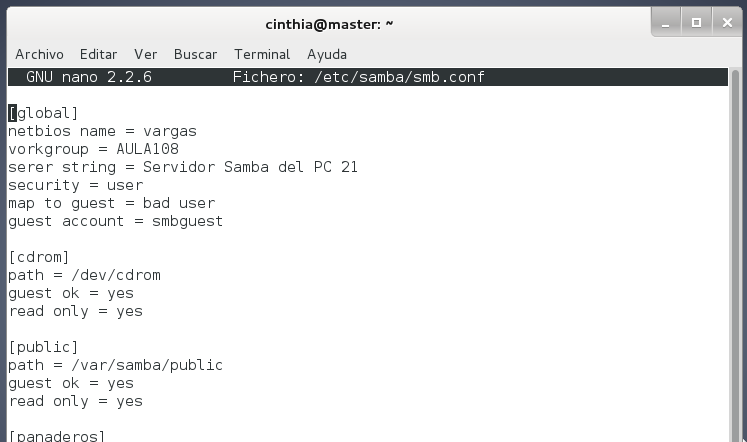 cinthia@master: ~
Archivo Editar Ver Buscar Terminal Ayuda
GNU nano 2.2.6 Fichero: /etc/samba/smb.conf
[global]
netbios name = vargas
vorkgroup = AULA108
serer string = Servidor Samba del PC 21
security = user
map to guest = bad user
guest account = smbguest
[cdrom]
path = /dev/cdrom
guest ok = yes
read only = yes
[public]
path = /var/samba/public
guest ok = yes
read only = yes
[panaderos]